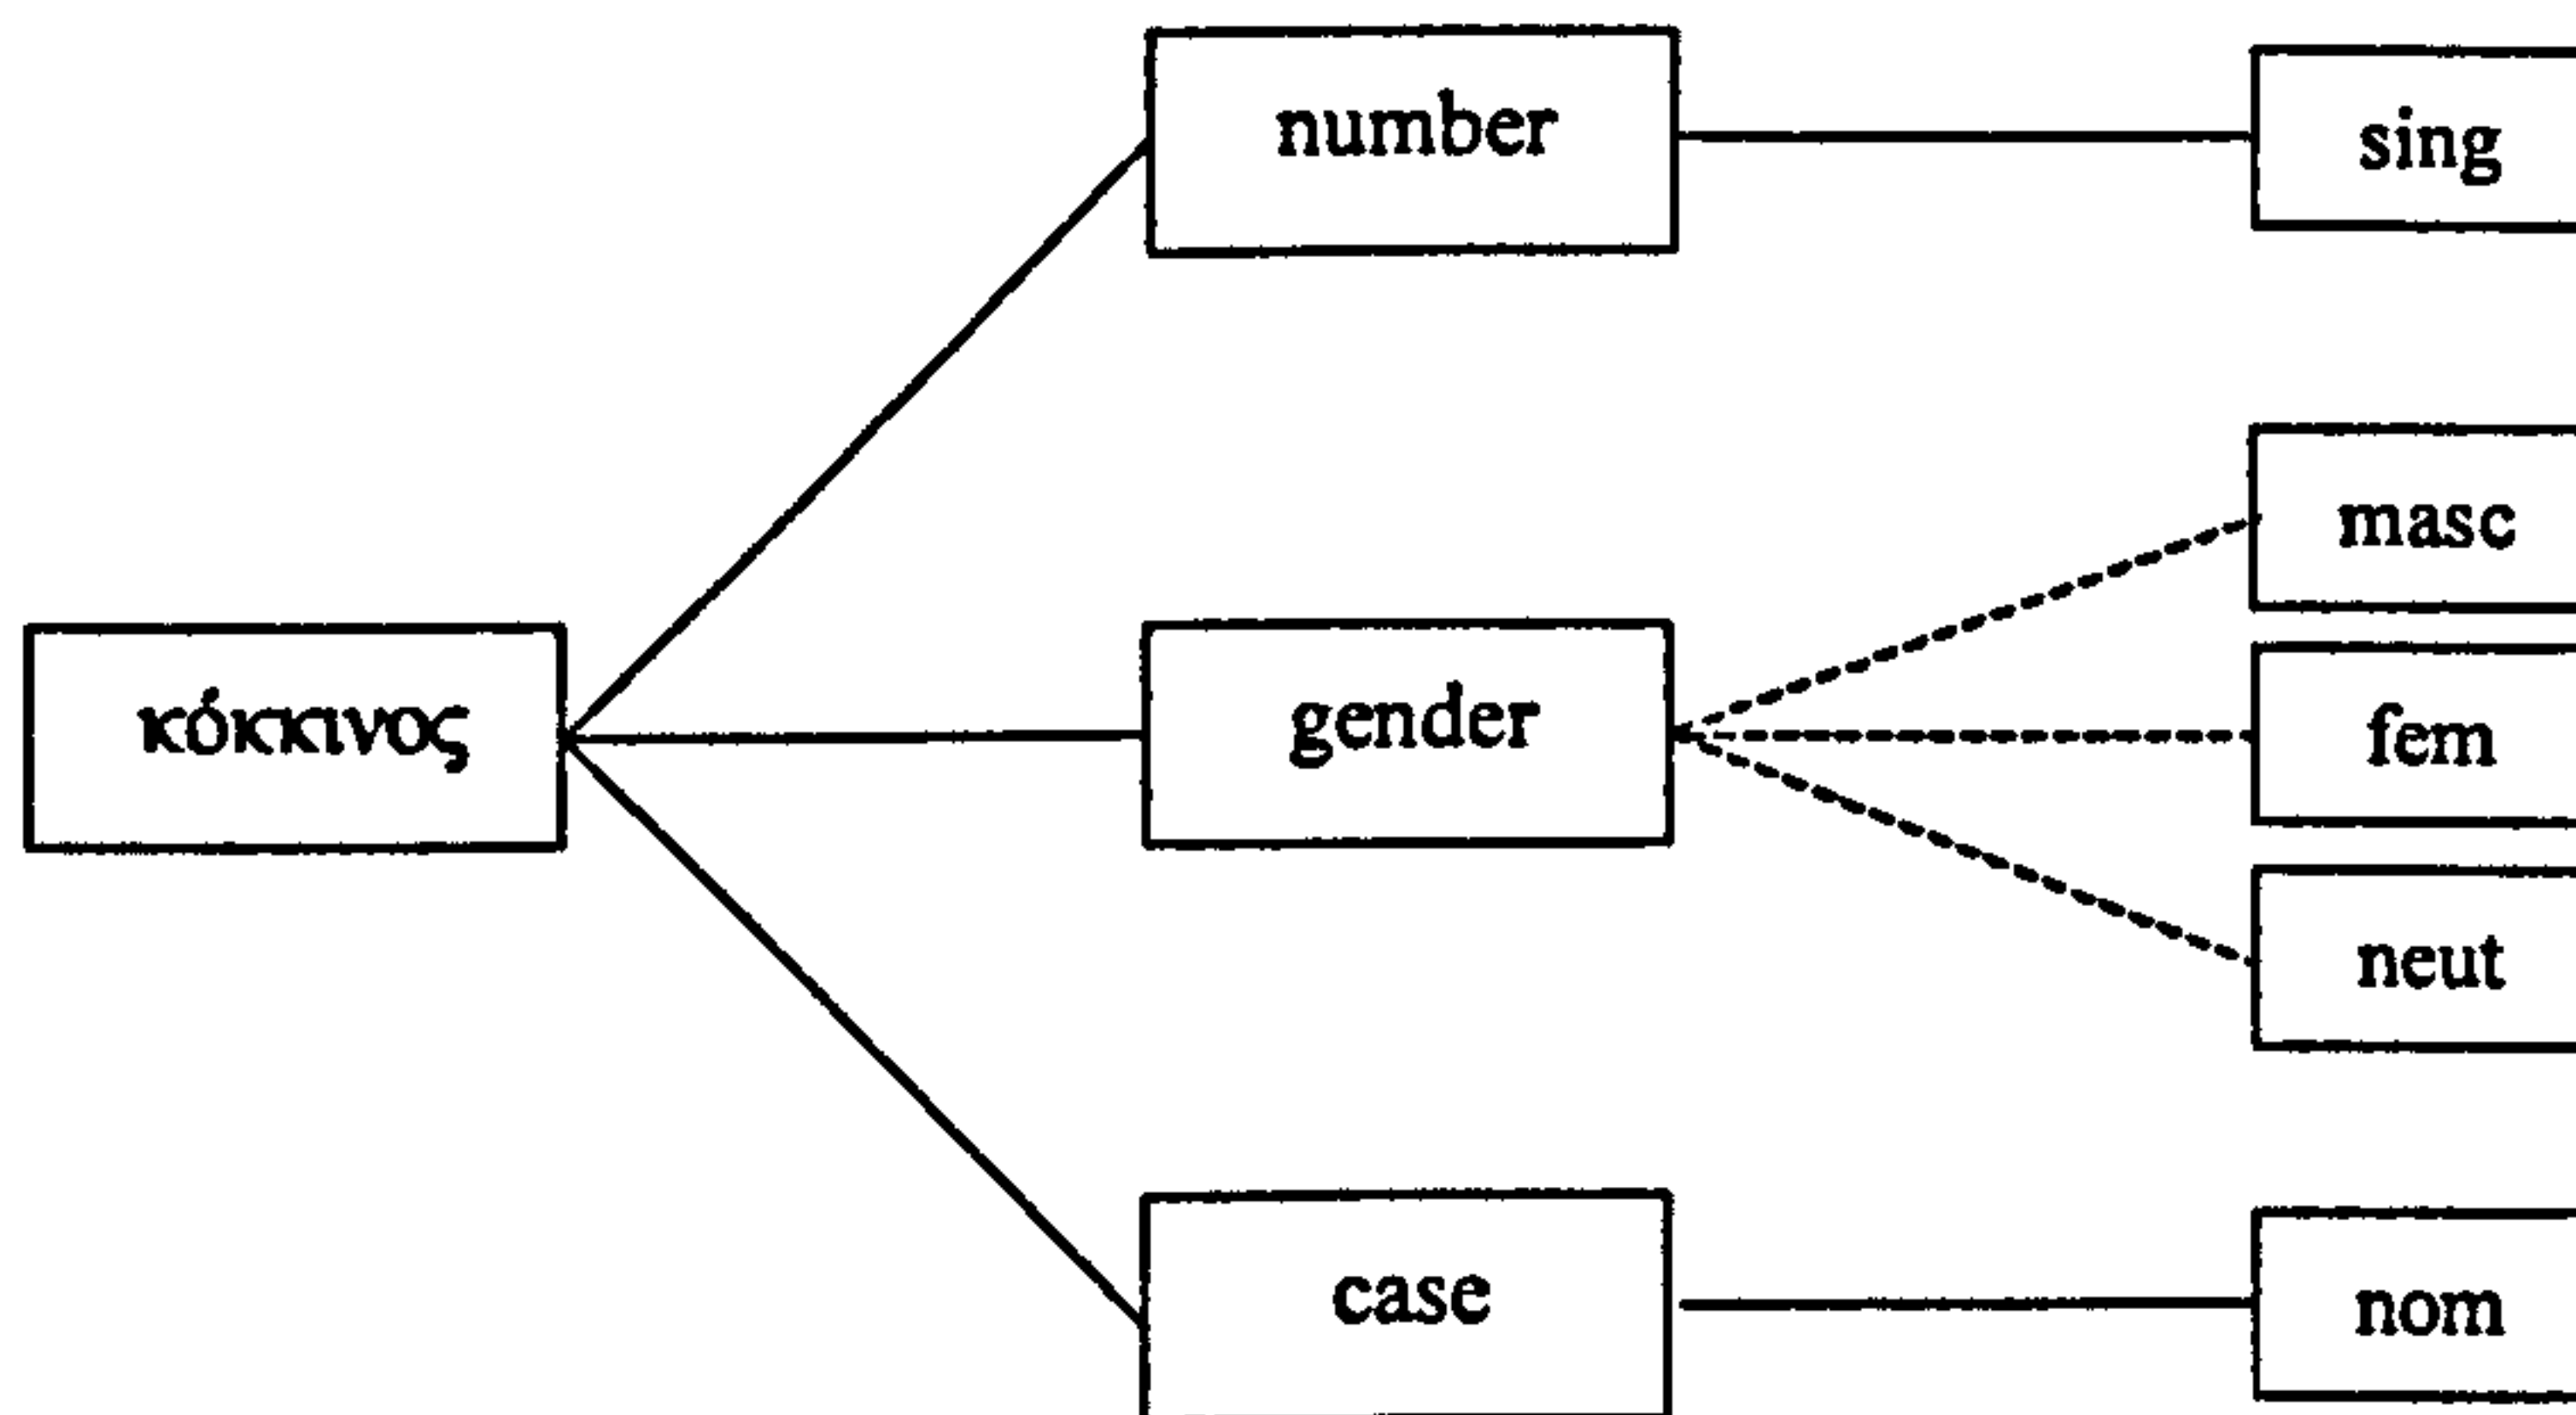 number
sing
masc
κόκκινος
gender
fem
neut
case
nom